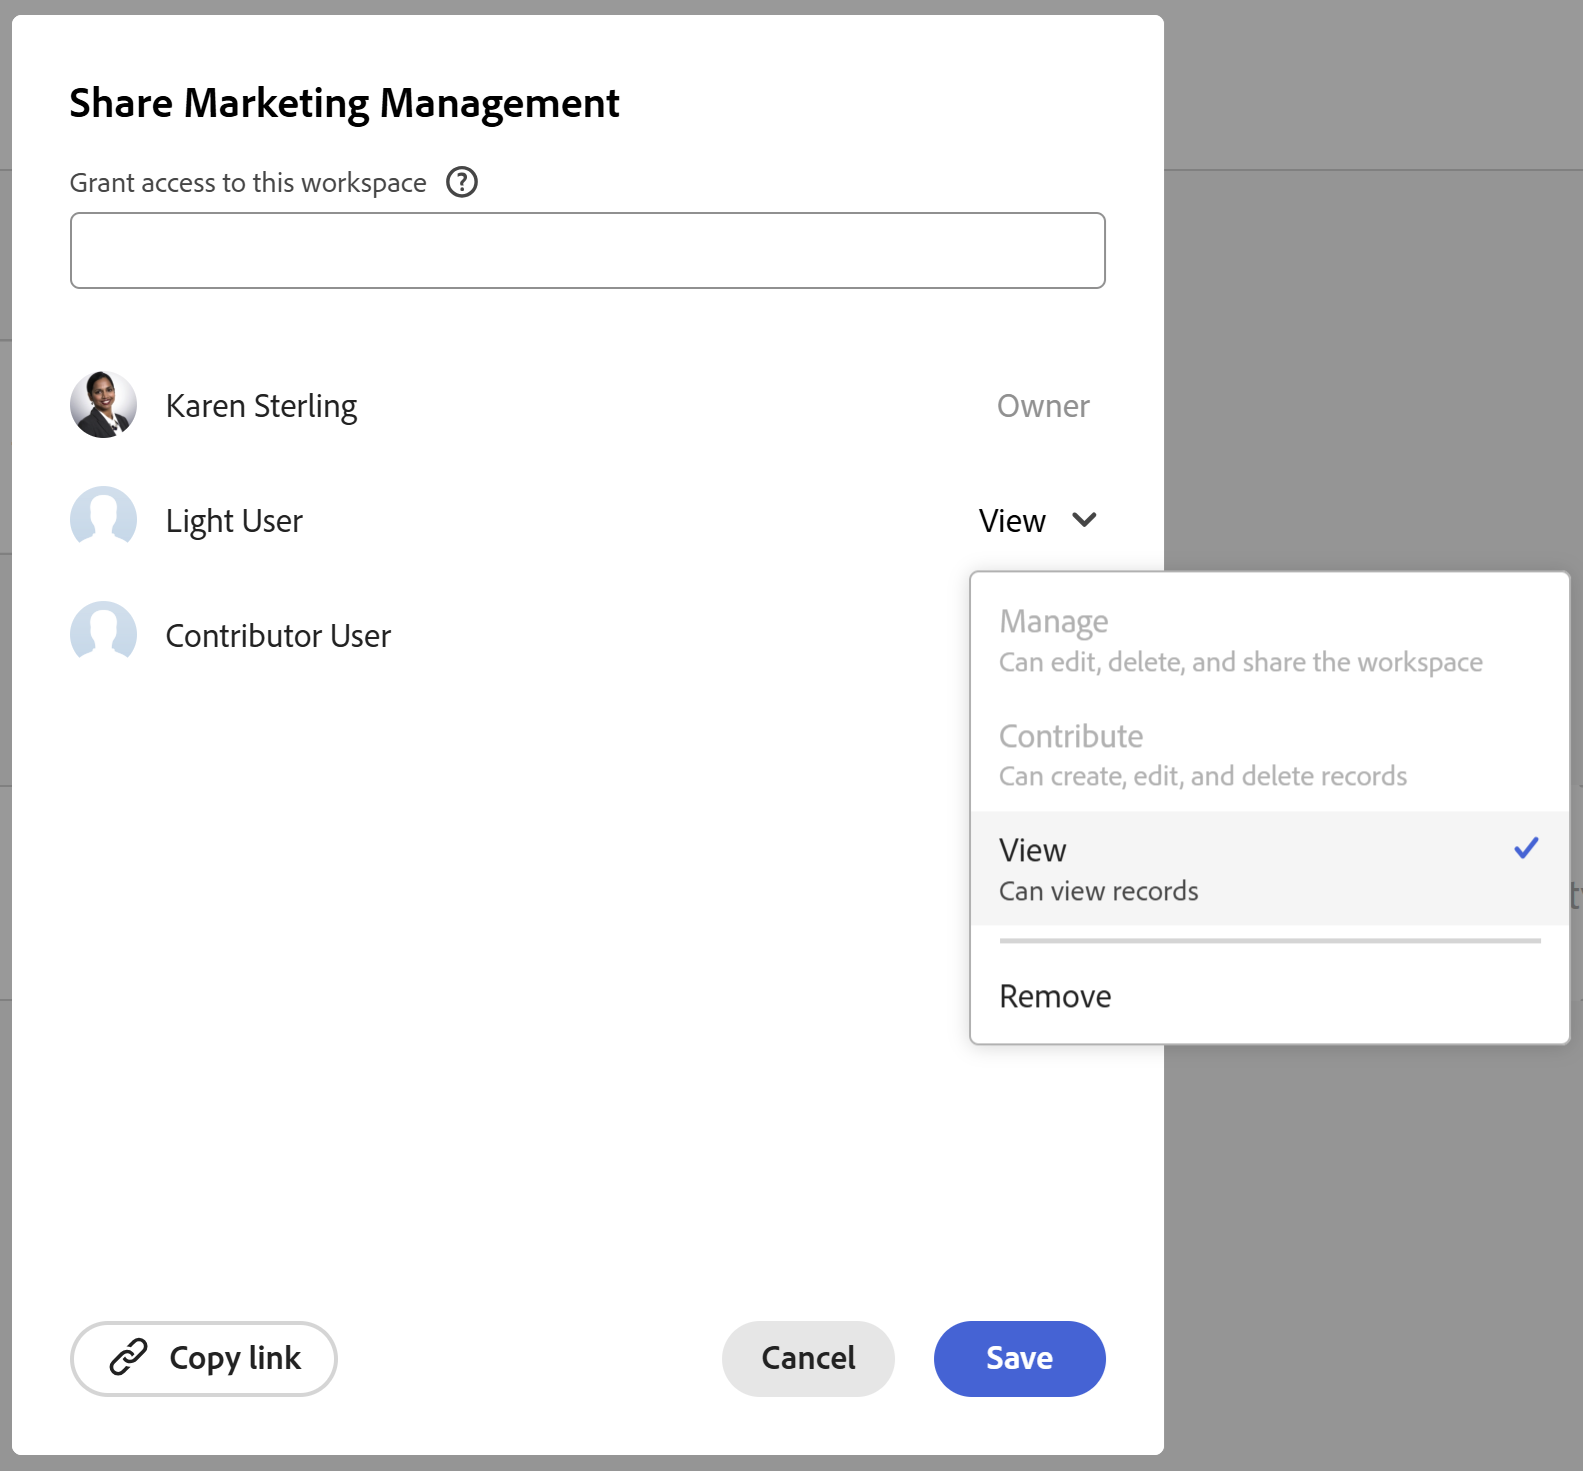 Share Marketing Management
Grant access to this workspace
Karen Sterling
Owner
Light User
View
Contributor User
Manage
Can edit, delete, and share the workspace
Contribute
Can create, edit, and delete records
View
Can view records
Remove
Copy link
Cancel
Save